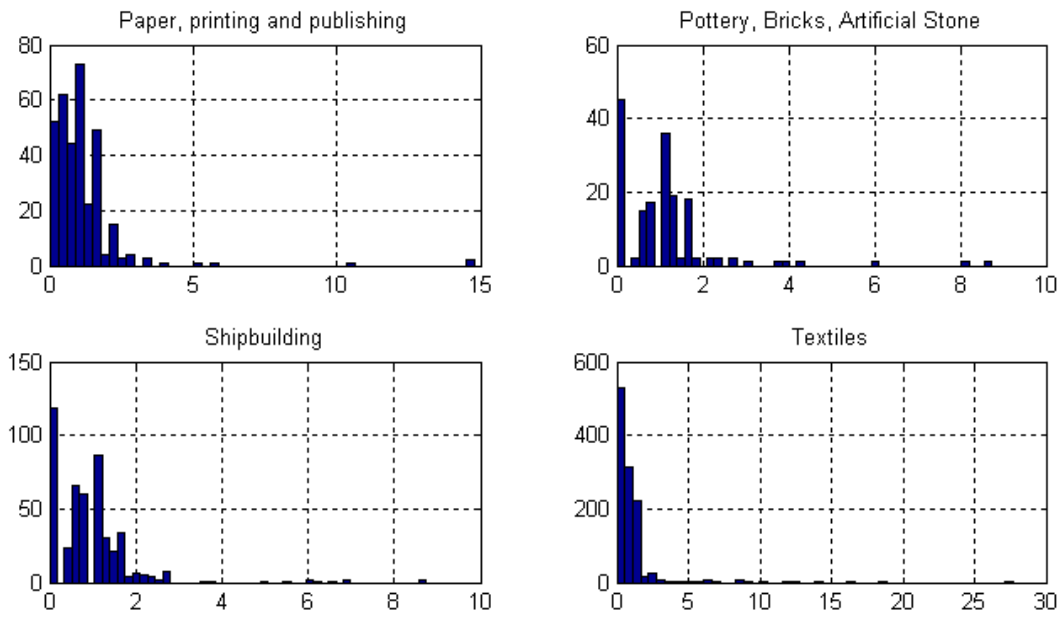 Paper, printing and publishing
80
60
40
20
0
0 5 10 15
Pottery, Bricks, Artificial Stone
60
40
20
0
0 2 4 6 8 10
Shipbuilding
150
100
50
0
0 2 4 6 8 10
Textiles
600
400
200
0
0 5 10 15 20 25 30